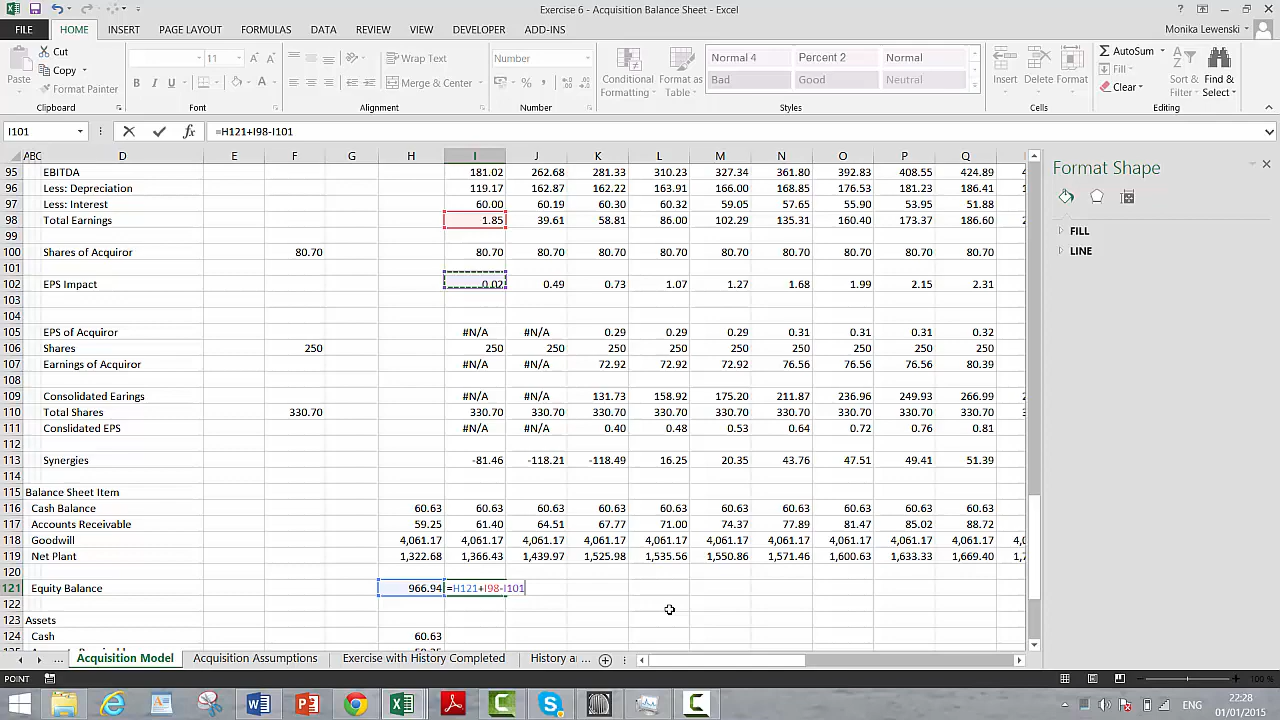 Exercise 6 - Acquisition Balance Sheet - Excel
?
FILE HOME INSERT PAGE LAYOUT FORMULAS DATA REVIEW VIEW DEVELOPER ADD-INS Monika Lewenski
Paste Cut Copy Format Painter Clipboard
11 B I U Font
Wrap Text Merge & Center Alignment
Number % Number
Conditional Formatting Format as Table
Normal 4 Percent 2 Normal
Bad Good Neutral
Styles
Insert Delete Format Cells
AutoSum Fill Clear Sort & Filter Find & Select Editing
I101 fx =H121+I98-I101
ABC D E F G H I J K L M N O P Q
95 EBITDA 181.02 262.68 281.33 310.23 327.34 361.80 392.83 408.55 424.89
96 Less: Depreciation 119.17 162.87 162.22 163.91 166.00 168.85 176.53 181.23 186.41
97 Less: Interest 60.00 60.19 60.30 60.32 59.05 57.65 55.90 53.95 51.88
98 Total Earnings 1.85 39.61 58.81 86.00 102.29 135.31 160.40 173.37 186.60
99
100 Shares of Acquiror 80.70 80.70 80.70 80.70 80.70 80.70 80.70 80.70 80.70 80.70
101
102 EPS Impact 0.02 0.49 0.73 1.07 1.27 1.68 1.99 2.15 2.31
103
104
105 EPS of Acquiror #N/A #N/A 0.29 0.29 0.29 0.31 0.31 0.31 0.32
106 Shares 250 250 250 250 250 250 250 250 250 250
107 Earnings of Acquiror #N/A #N/A 72.92 72.92 72.92 76.56 76.56 76.56 80.39
108
109 Consolidated Earings #N/A #N/A 131.73 158.92 175.20 211.87 236.96 249.93 266.99
110 Total Shares 330.70 330.70 330.70 330.70 330.70 330.70 330.70 330.70 330.70 330.70
111 Conslidated EPS #N/A #N/A 0.40 0.48 0.53 0.64 0.72 0.76 0.81
112
113 Synergies -81.46 -118.21 -118.49 16.25 20.35 43.76 47.51 49.41 51.39
114
115 Balance Sheet Item
116 Cash Balance 60.63 60.63 60.63 60.63 60.63 60.63 60.63 60.63 60.63 60.63
117 Accounts Receivable 59.25 61.40 64.51 67.77 71.00 74.37 77.89 81.47 85.02 88.72
118 Goodwill 4,061.17 4,061.17 4,061.17 4,061.17 4,061.17 4,061.17 4,061.17 4,061.17 4,061.17 4,061.17
119 Net Plant 1,322.68 1,366.43 1,439.97 1,525.98 1,535.56 1,550.86 1,571.46 1,600.63 1,633.33 1,669.40
120
121 Equity Balance 966.94 =H121+I98-I101
122
123 Assets
124 Cash 60.63
Format Shape
FILL
LINE
... Acquisition Model Acquisition Assumptions Exercise with History Completed History a ...
POINT 100 %
ENG 22:28
01/01/2015